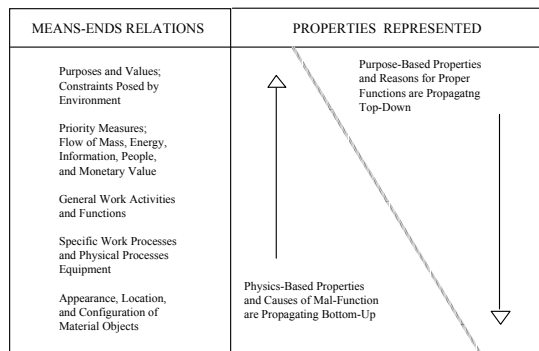 MEANS-ENDS RELATIONS
PROPERTIES REPRESENTED
Purposes and Values;
Constraints Posed by
Environment
Priority Measures;
Flow of Mass, Energy,
Information, People,
and Monetary Value
General Work Activities
and Functions
Specific Work Processes
and Physical Processes
Equipment
Appearance, Location,
and Configuration of
Material Objects
Purpose-Based Properties
and Reasons for Proper
Functions are Propagatng
Top-Down
Physics-Based Properties
and Causes of Mal-Function
are Propagating Bottom-Up